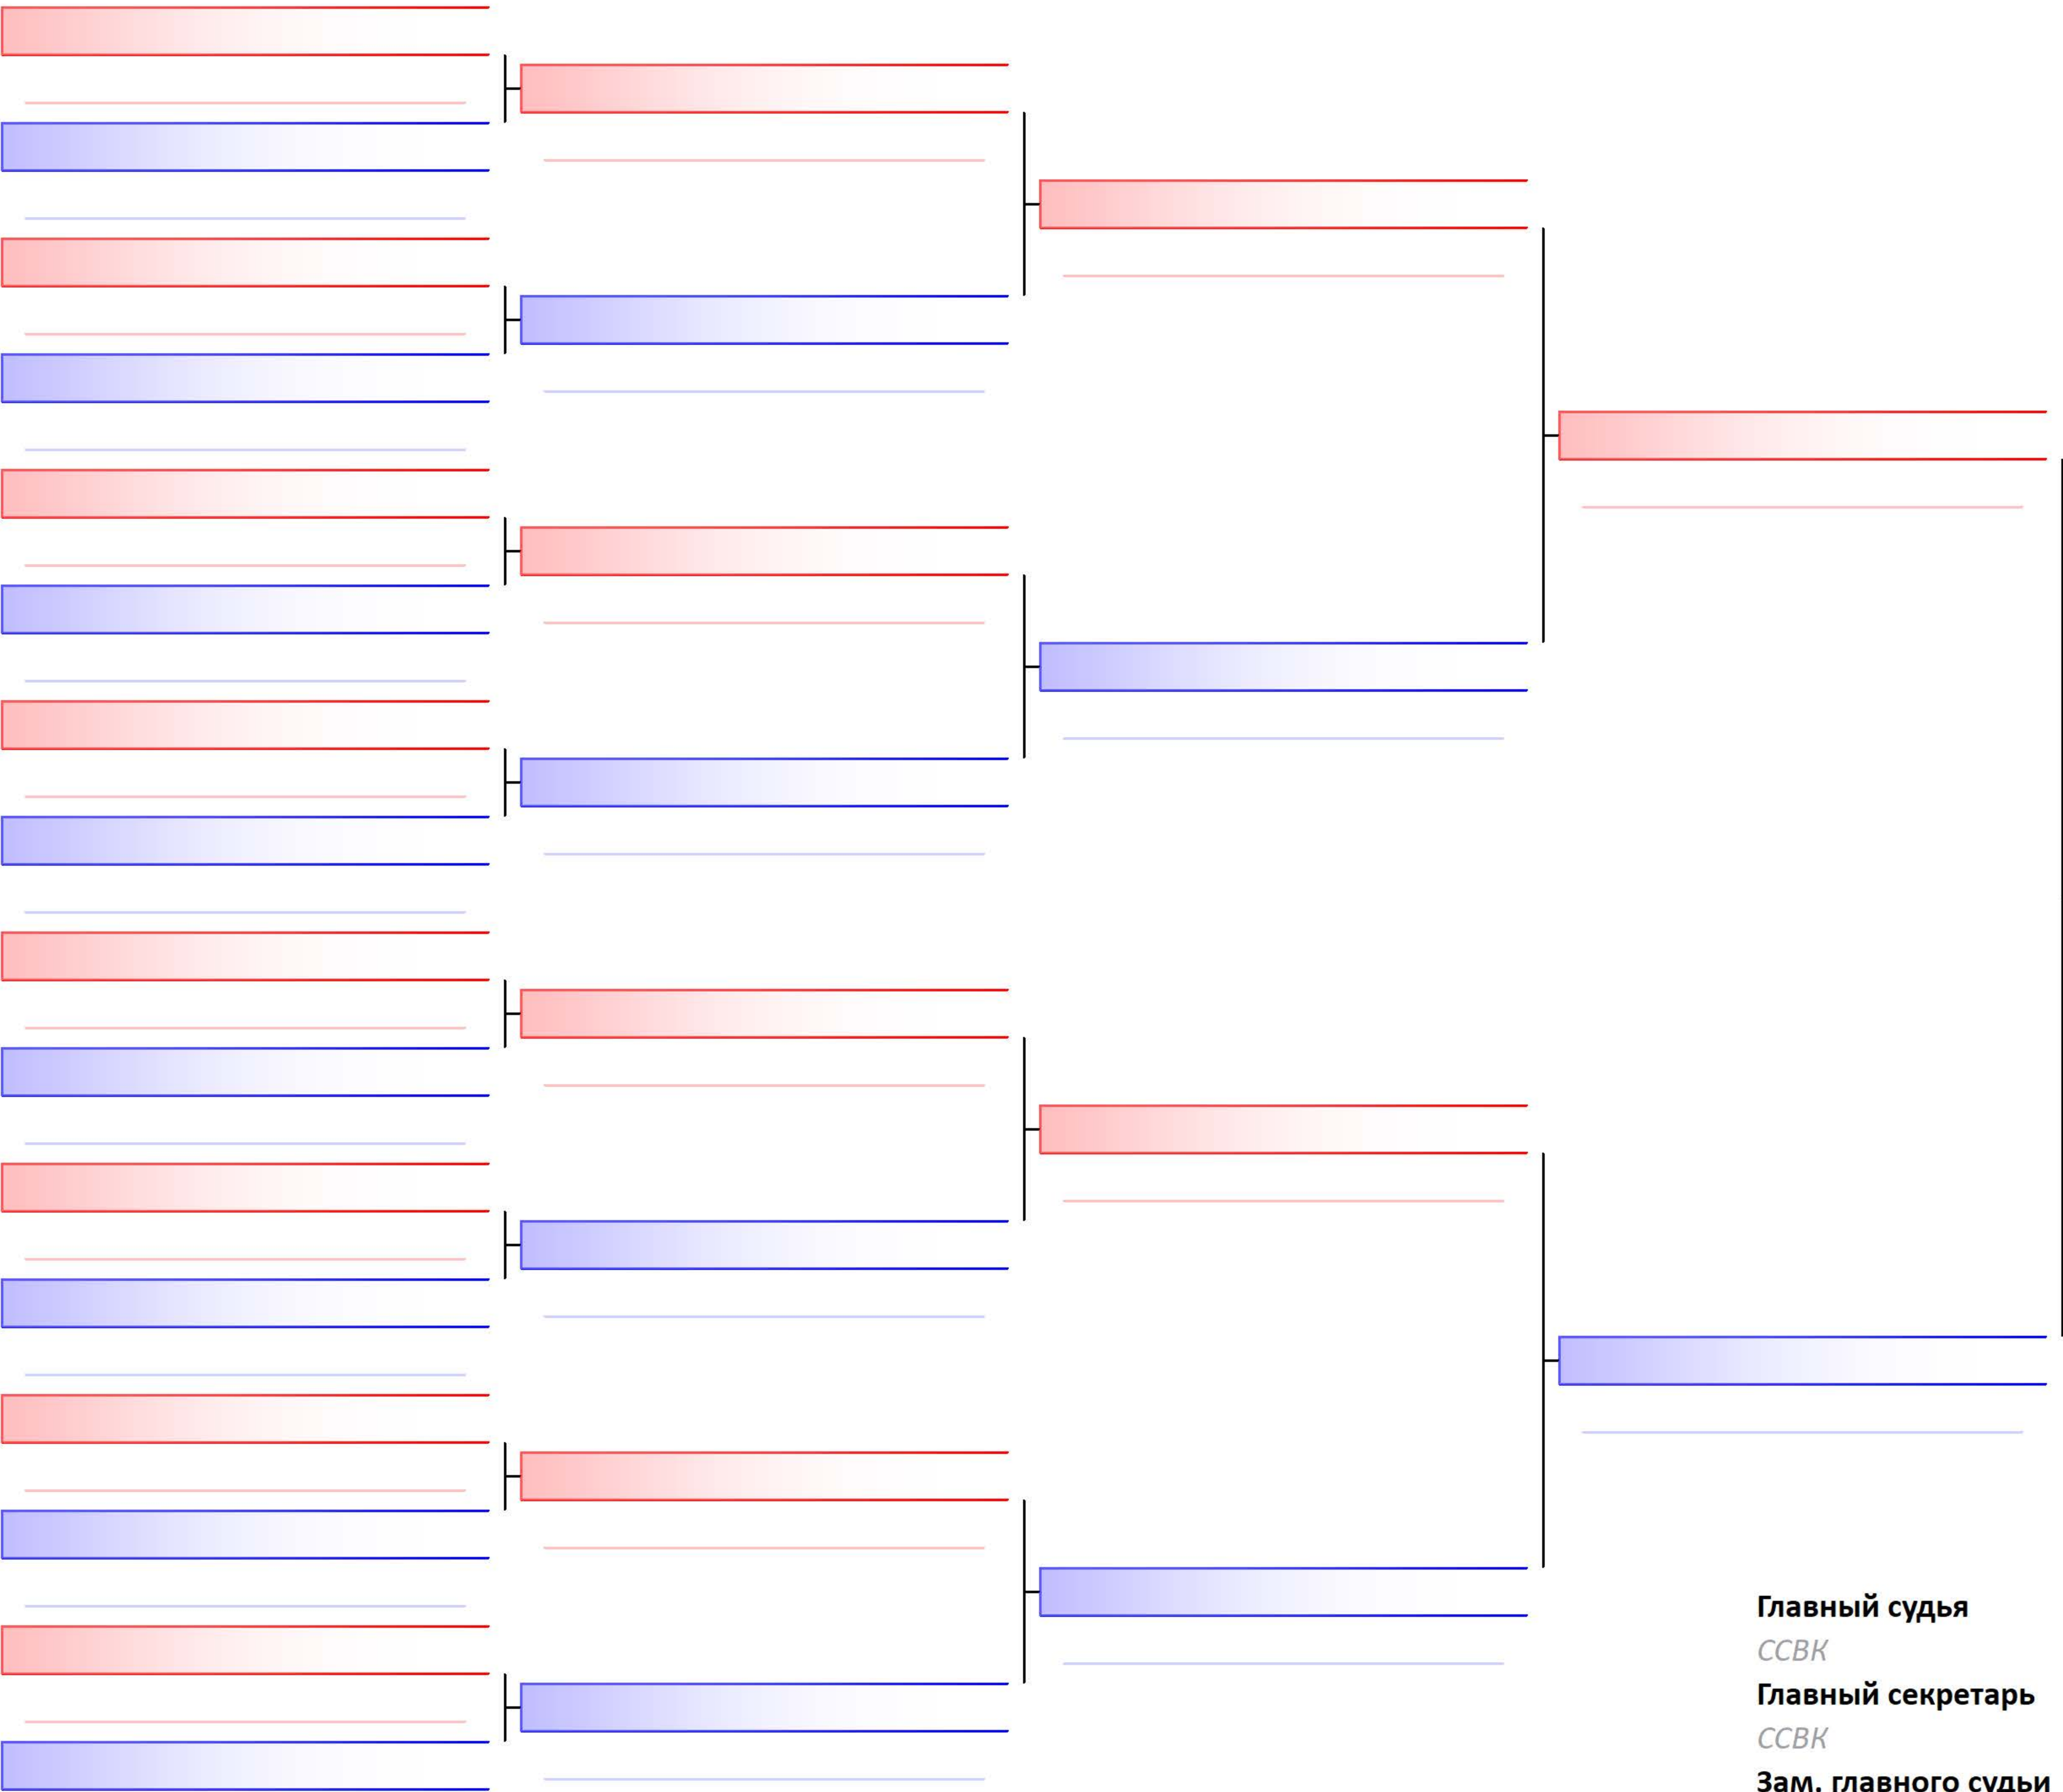 Главный судья
ССВК
Главный секретарь
ССВК
Зам. главного судьи